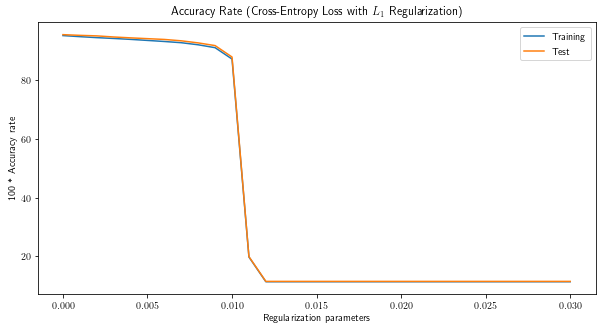 Accuracy Rate (Cross-Entropy Loss with L₁ Regularization)
Training
Test
100 * Accuracy rate
80
60
40
20
0.000 0.005 0.010 0.015 0.020 0.025 0.030
Regularization parameters